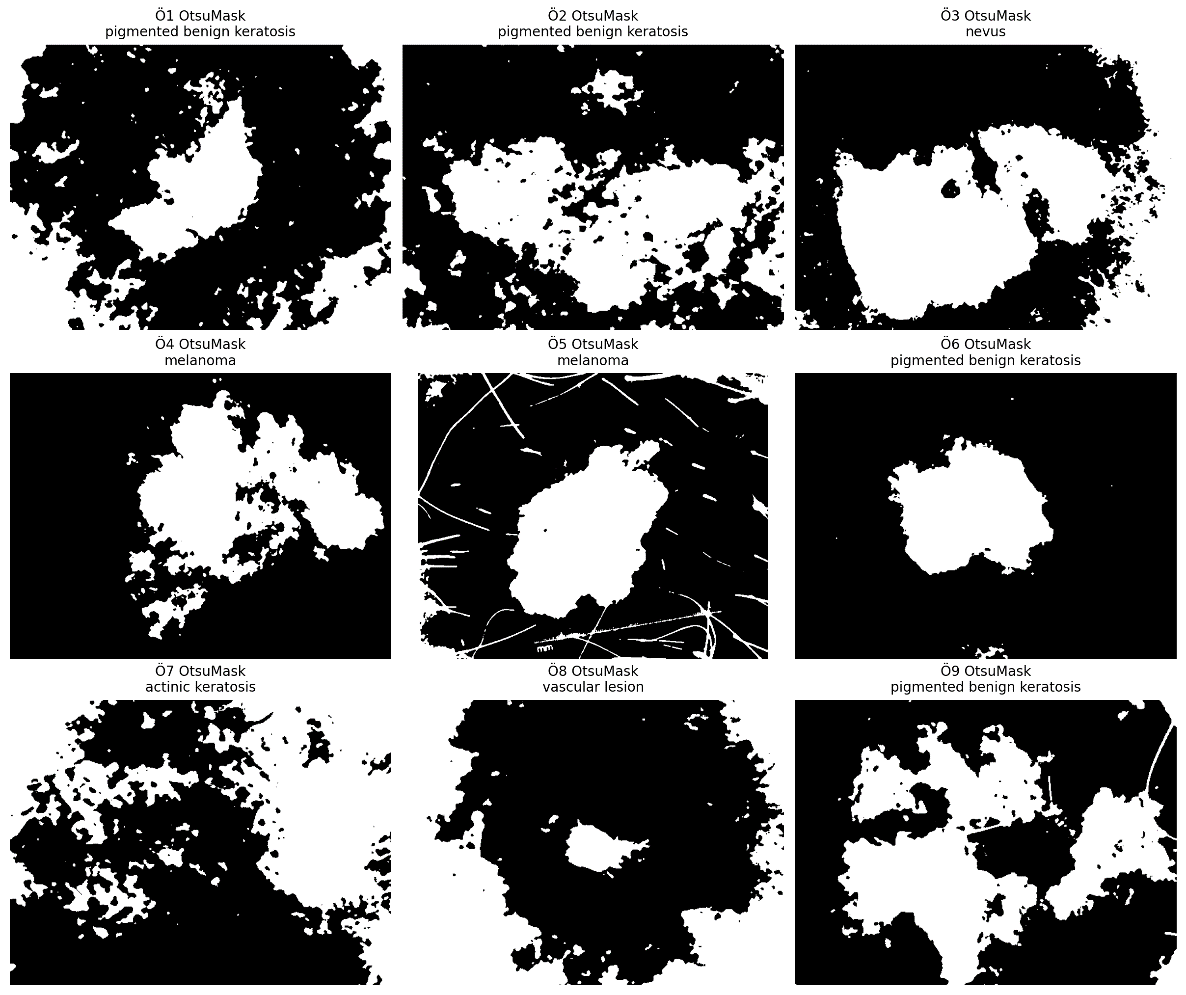 Ö1 OtsuMask
pigmented benign keratosis
Ö2 OtsuMask
pigmented benign keratosis
Ö3 OtsuMask
nevus
Ö4 OtsuMask
melanoma
Ö5 OtsuMask
melanoma
mm
Ö6 OtsuMask
pigmented benign keratosis
Ö7 OtsuMask
actinic keratosis
Ö8 OtsuMask
vascular lesion
Ö9 OtsuMask
pigmented benign keratosis